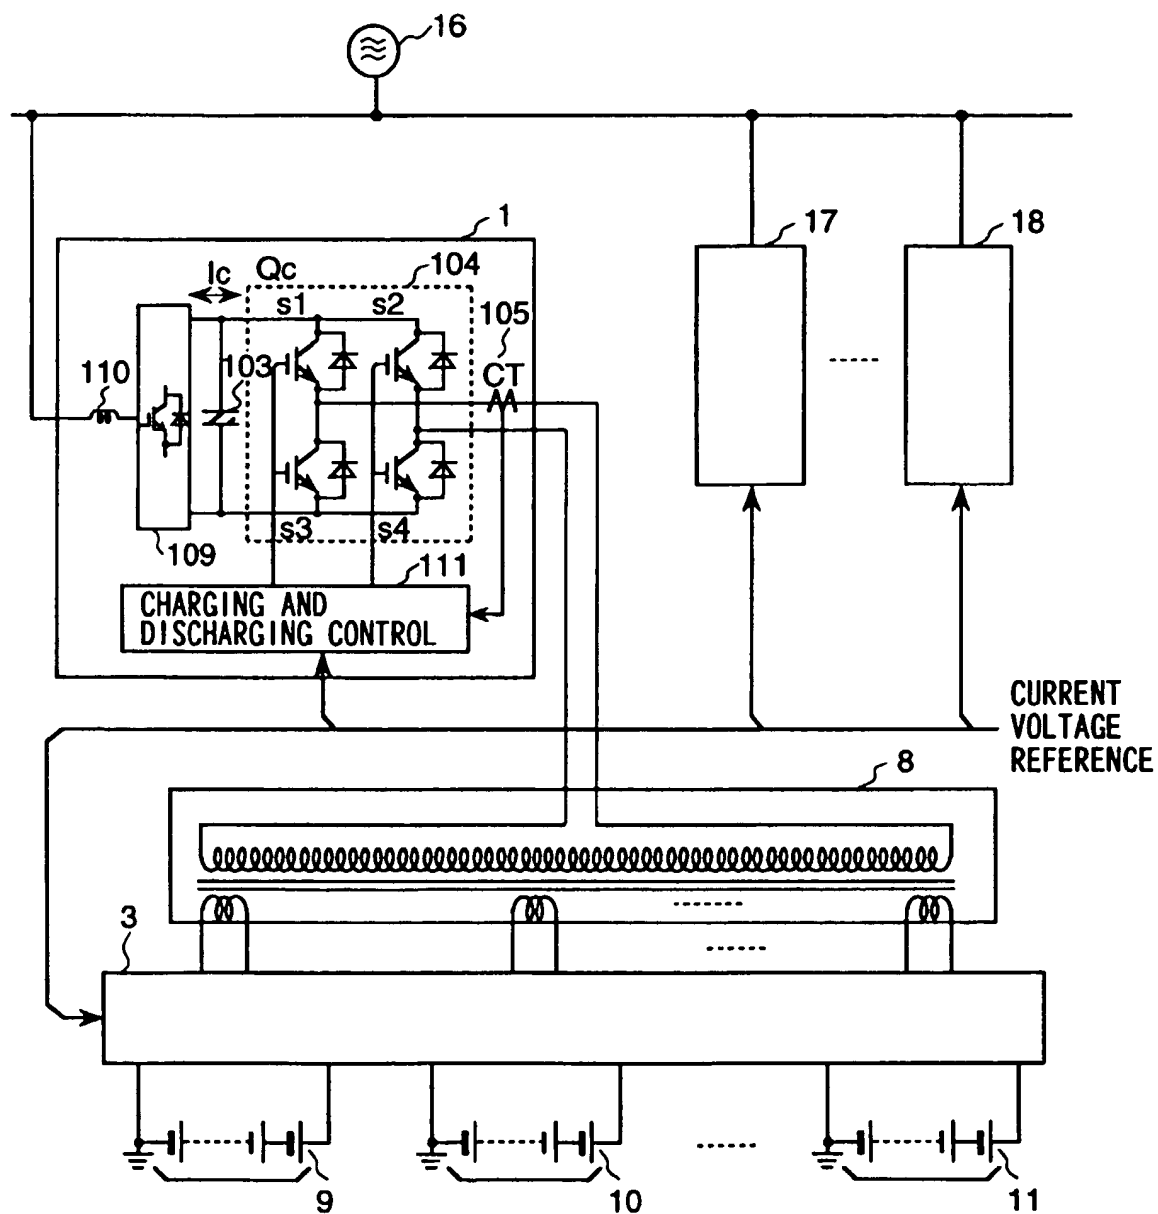 16
1
17
18
Ic
Qc
104
s1
s2
105
110
103
CT
s3
s4
109
111
CHARGING AND
DISCHARGING CONTROL
CURRENT
VOLTAGE
REFERENCE
8
3
9
10
11